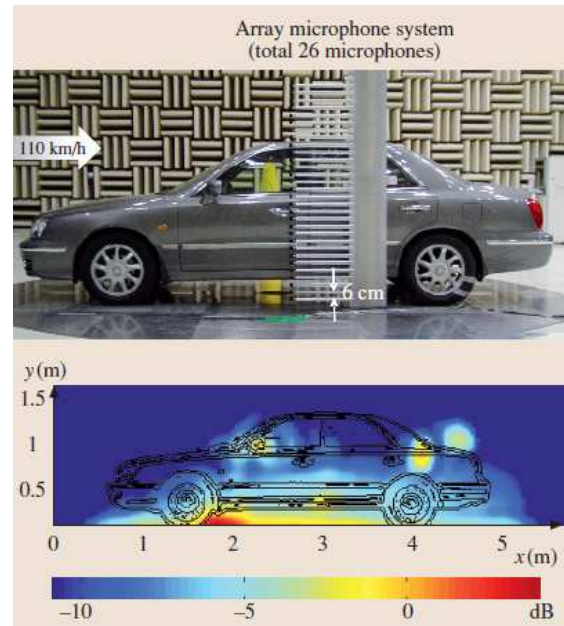 Array microphone system
(total 26 microphones)
110 km/h
6 cm
y(m)
1.5
1
0.5
0 1 2 3 4 5 x(m)
−10 −5 0 dB